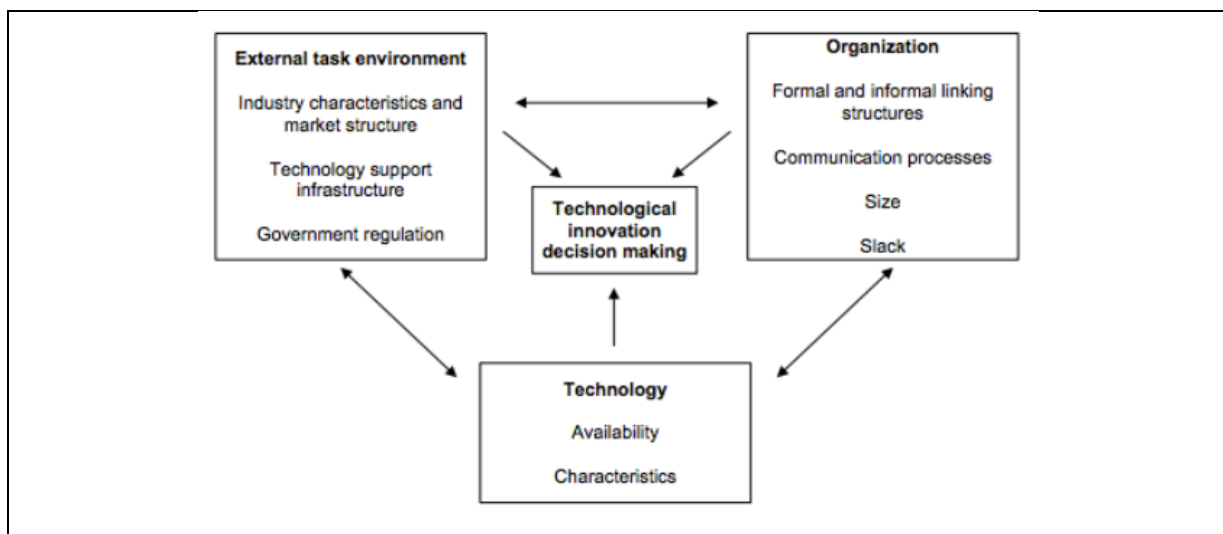 External task environment
Industry characteristics and
market structure
Technology support
infrastructure
Government regulation
Organization
Formal and informal linking
structures
Communication processes
Size
Slack
Technological
innovation
decision making
Technology
Availability
Characteristics